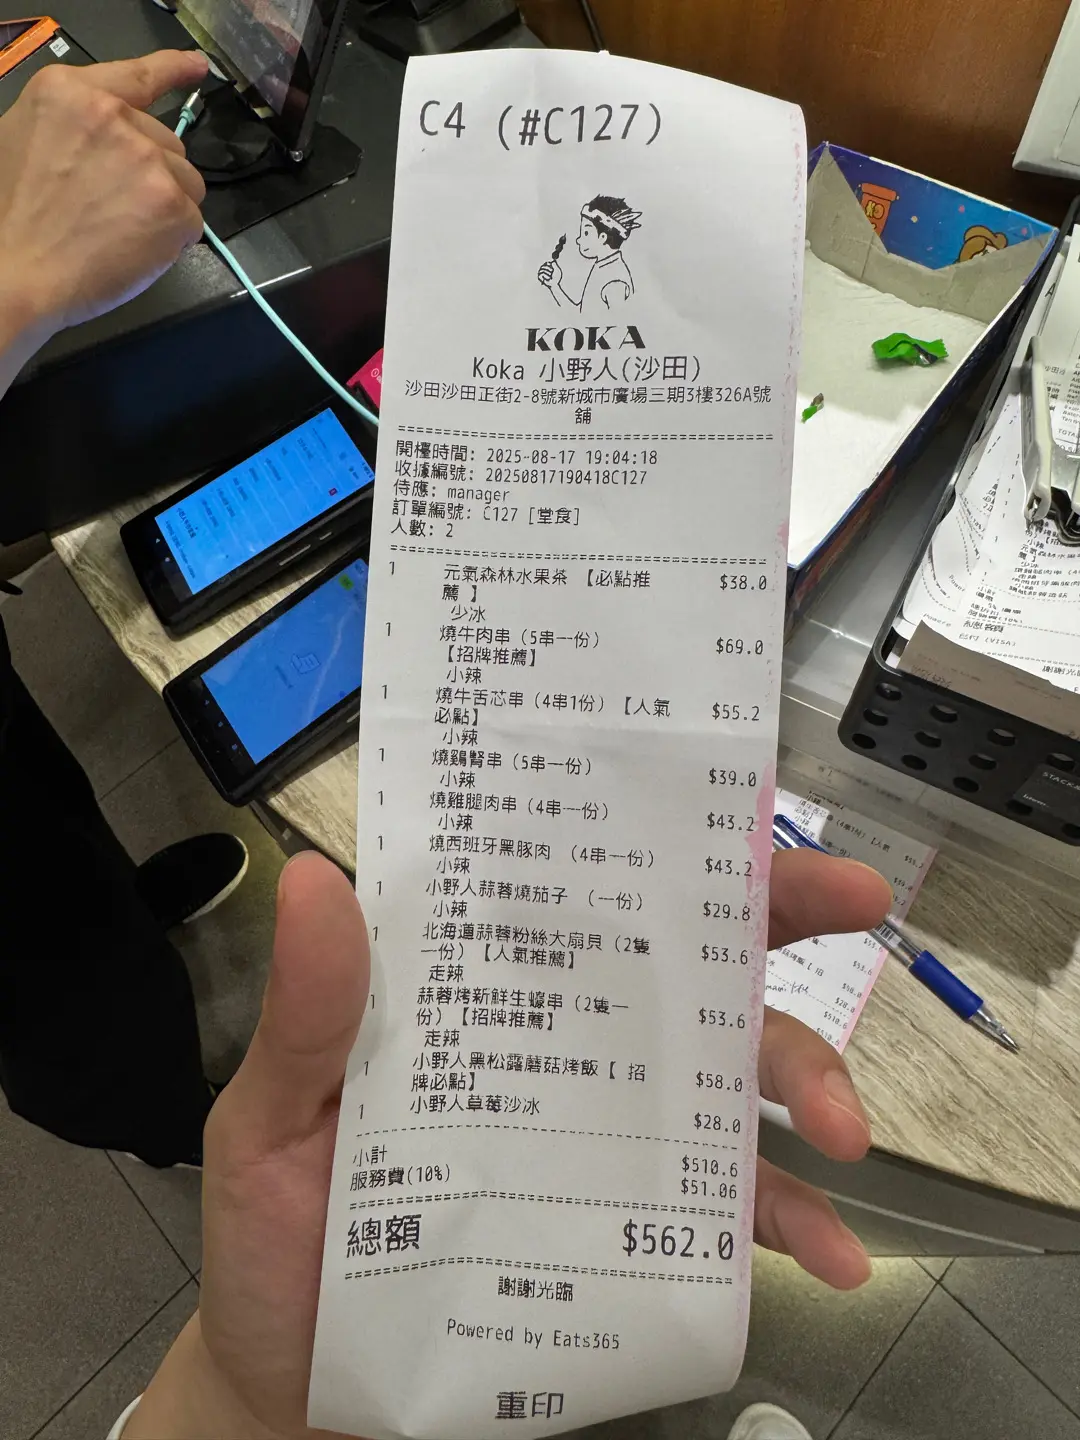 C4 (#C127)
KOKA
Koka 小野人(沙田)
沙田沙田正街2-8號新城市廣場三期3樓326A號
舖
開檯時間: 2025-08-17 19:04:18
收據編號: 20250817190418C127
侍應: manager
訂單編號: C127 [堂食]
人數: 2
1 元氣森林水果茶 【必點推 $38.0
薦 】
少冰
1 燒牛肉串 (5串一份) $69.0
【招牌推薦】
小辣
1 燒牛舌芯串 (4串1份) 【人氣 $55.2
必點】
小辣
1 燒鷄腎串 (5串一份) $39.0
小辣
1 燒雞腿肉串 (4串一份) $43.2
小辣
1 燒西班牙黑豚肉 (4串一份) $43.2
小辣
1 小野人蒜蓉燒茄子 (一份) $29.8
小辣
1 北海道蒜蓉粉絲大扇貝 (2隻 $53.6
一份) 【人氣推薦】
走辣
1 蒜蓉烤新鮮生蠔串 (2隻一 $53.6
份) 【招牌推薦】
走辣
1 小野人黑松露蘑菇烤飯【 招 $58.0
牌必點】
1 小野人草莓沙冰 $28.0
小計 $510.6
服務費(10%) $51.06
總額 $562.0
謝謝光臨
Powered by Eats365
重印